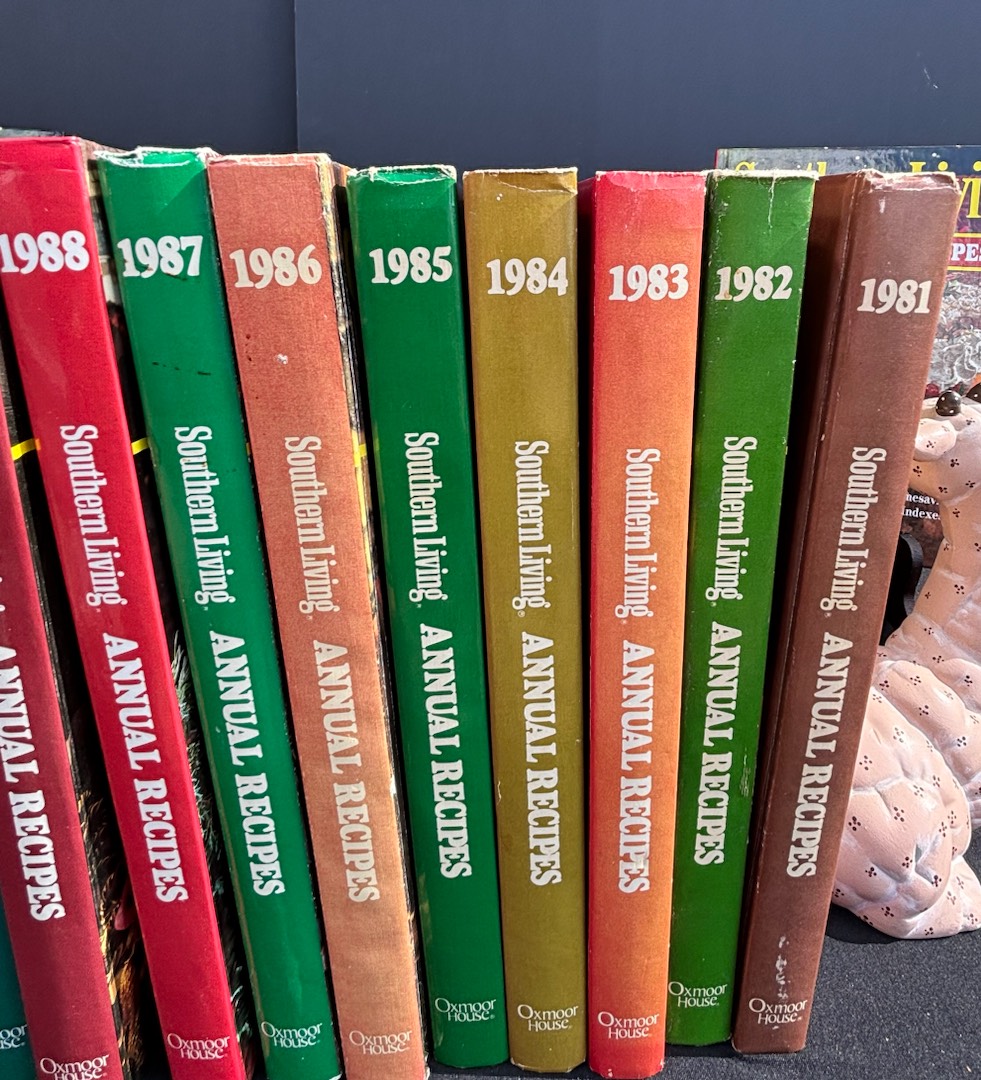 1988
Southern Living
ANNUAL RECIPES
Oxmoor
House
1987
Southern Living®
ANNUAL RECIPES
Oxmoor
House
1986
Southern Living®
ANNUAL RECIPES
Oxmoor
House
1985
Southern Living®
ANNUAL RECIPES
Oxmoor
House®
1984
Southern Living®
ANNUAL RECIPES
Oxmoor
House
1983
Southern Living®
ANNUAL RECIPES
Oxmoor
House
1982
Southern Living®
ANNUAL RECIPES
Oxmoor
House
1981
Southern Living®
ANNUAL RECIPES
Oxmoor
House®
ANNUAL RECIPES
Oxmoor
House